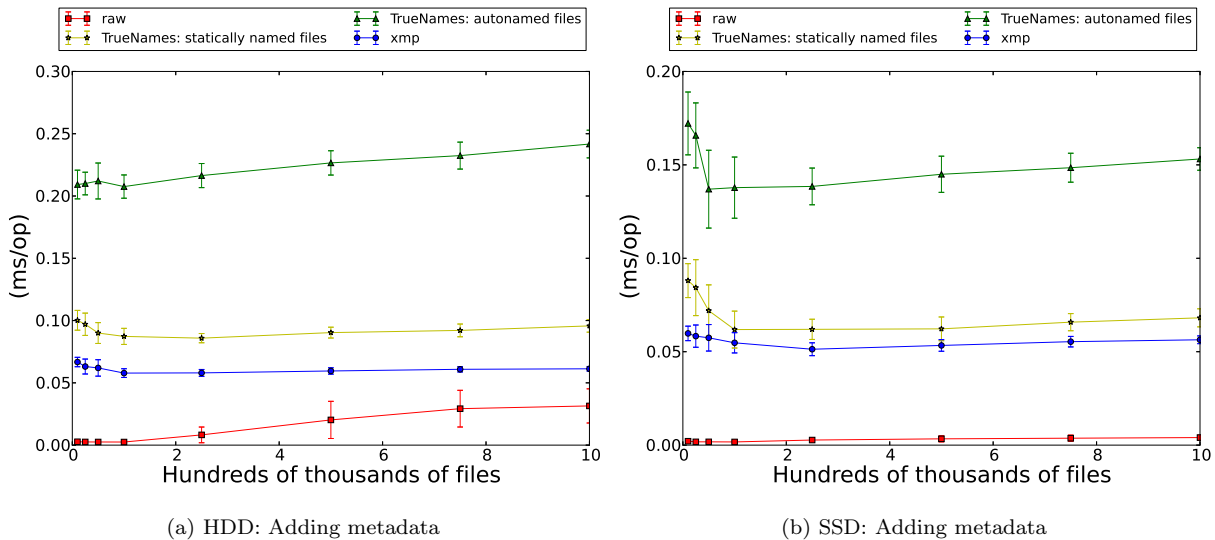 raw
TrueNames: autonamed files
TrueNames: statically named files
xmp
0.30
0.25
0.20
0.15
0.10
0.05
0.00
(ms/op)
0 2 4 6 8 10
Hundreds of thousands of files
(a) HDD: Adding metadata
raw
TrueNames: autonamed files
TrueNames: statically named files
xmp
0.20
0.15
0.10
0.05
0.00
(ms/op)
0 2 4 6 8 10
Hundreds of thousands of files
(b) SSD: Adding metadata